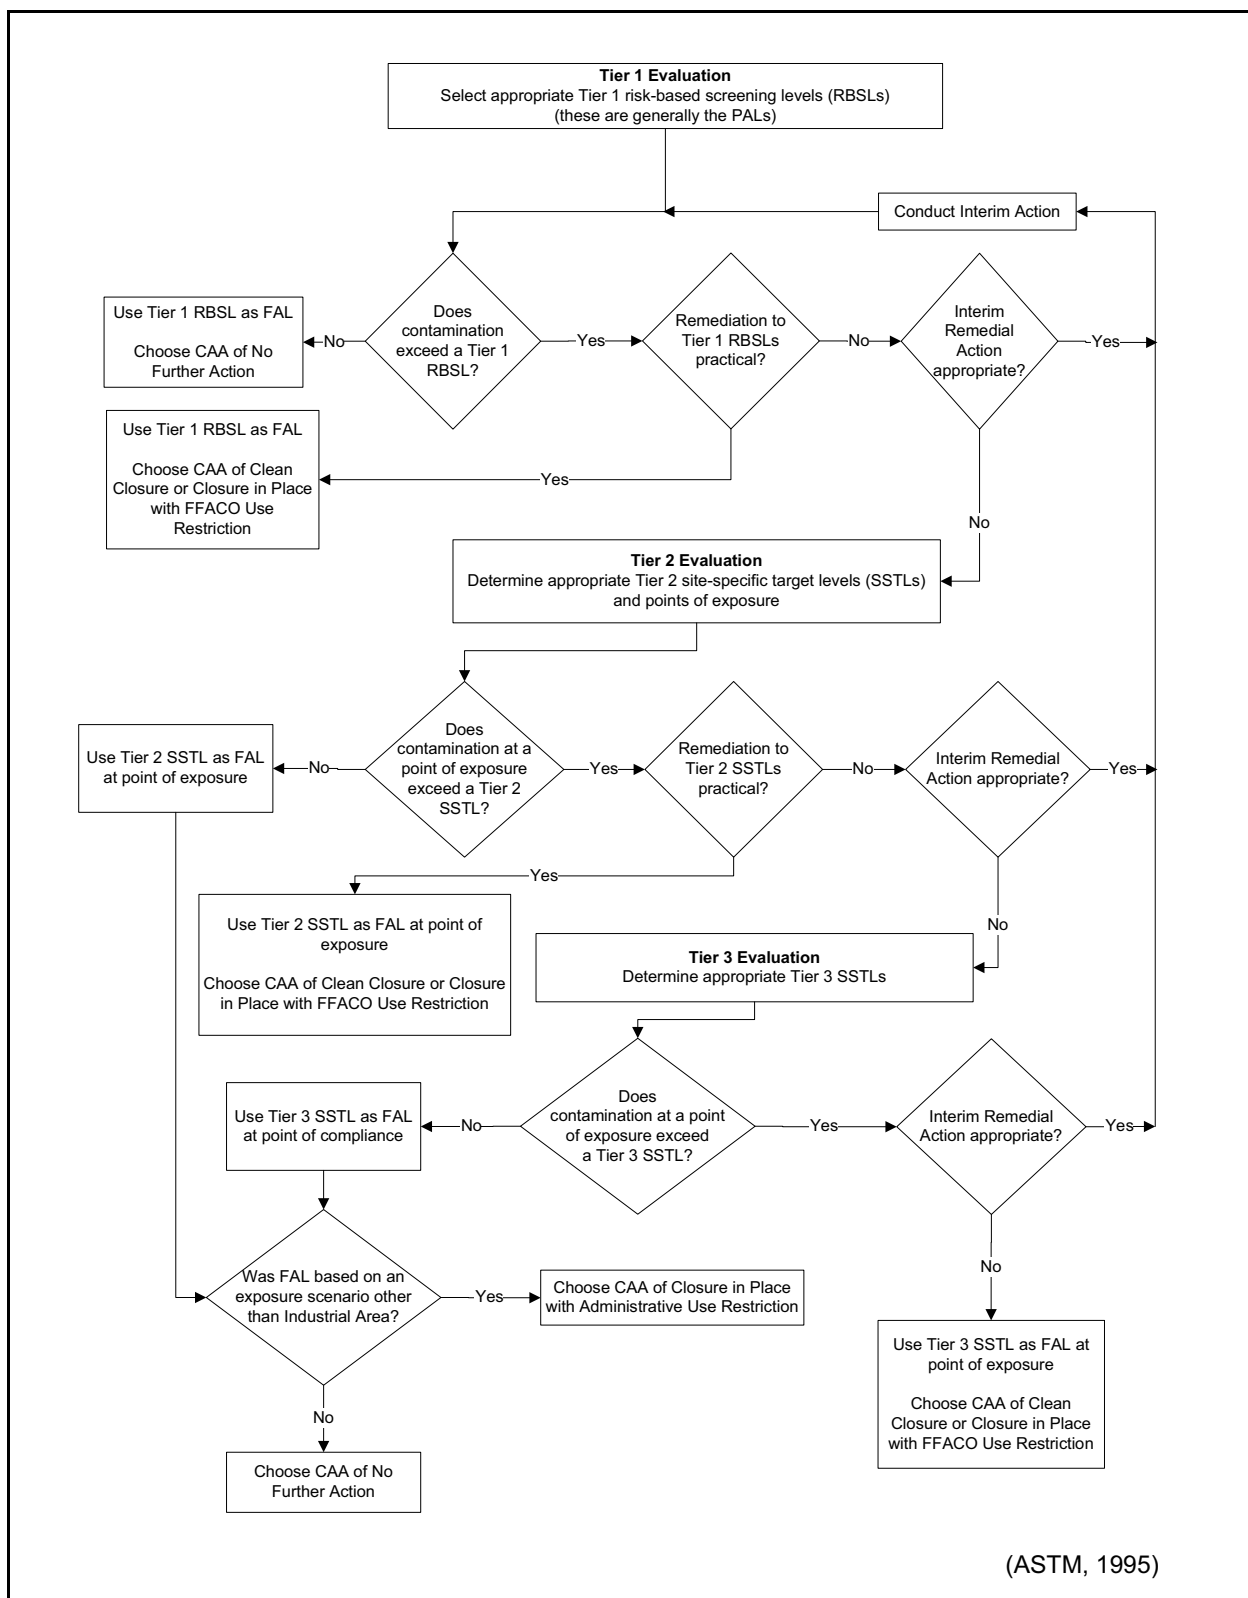 Tier 1 Evaluation
Select appropriate Tier 1 risk-based screening levels (RBSLs)
(these are generally the PALs)
Conduct Interim Action
Use Tier 1 RBSL as FAL
Choose CAA of No
Further Action
No
Does
contamination
exceed a Tier 1
RBSL?
Yes
Remediation to
Tier 1 RBSLs
practical?
No
Interim
Remedial
Action
appropriate?
Yes
Use Tier 1 RBSL as FAL
Choose CAA of Clean
Closure or Closure in Place
with FFACO Use
Restriction
Yes
No
Tier 2 Evaluation
Determine appropriate Tier 2 site-specific target levels (SSTLs)
and points of exposure
Use Tier 2 SSTL as FAL
at point of exposure
No
Does
contamination at a
point of exposure
exceed a Tier 2
SSTL?
Yes
Remediation to
Tier 2 SSTLs
practical?
No
Interim Remedial
Action appropriate?
Yes
Yes
Use Tier 2 SSTL as FAL at point of
exposure
Choose CAA of Clean Closure or Closure
in Place with FFACO Use Restriction
No
Tier 3 Evaluation
Determine appropriate Tier 3 SSTLs
Use Tier 3 SSTL as FAL
at point of compliance
No
Does
contamination at a point
of exposure exceed
a Tier 3 SSTL?
Yes
Interim Remedial
Action appropriate?
Yes
Was FAL based on an
exposure scenario other
than Industrial Area?
Yes
Choose CAA of Closure in Place
with Administrative Use Restriction
No
Use Tier 3 SSTL as FAL at
point of exposure
Choose CAA of Clean
Closure or Closure in Place
with FFACO Use Restriction
No
Choose CAA of No
Further Action
(ASTM, 1995)